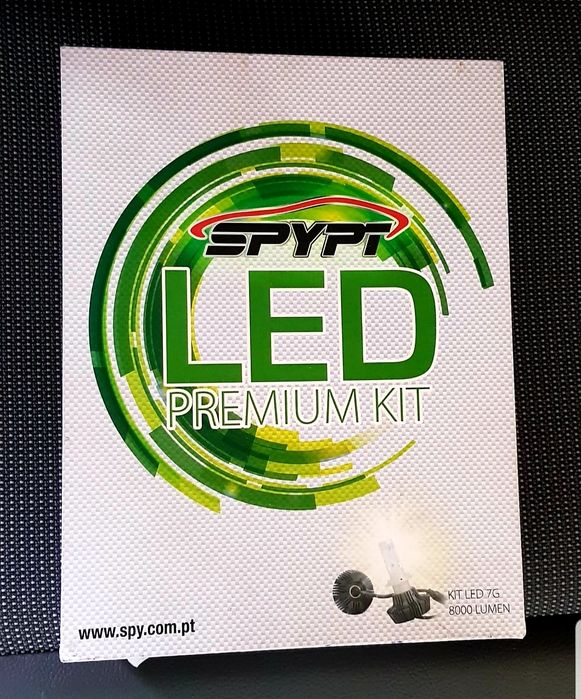 SPYPT
LED
PREMIUM KIT
KIT LED 7G
8000 LUMEN
www.spy.com.pt